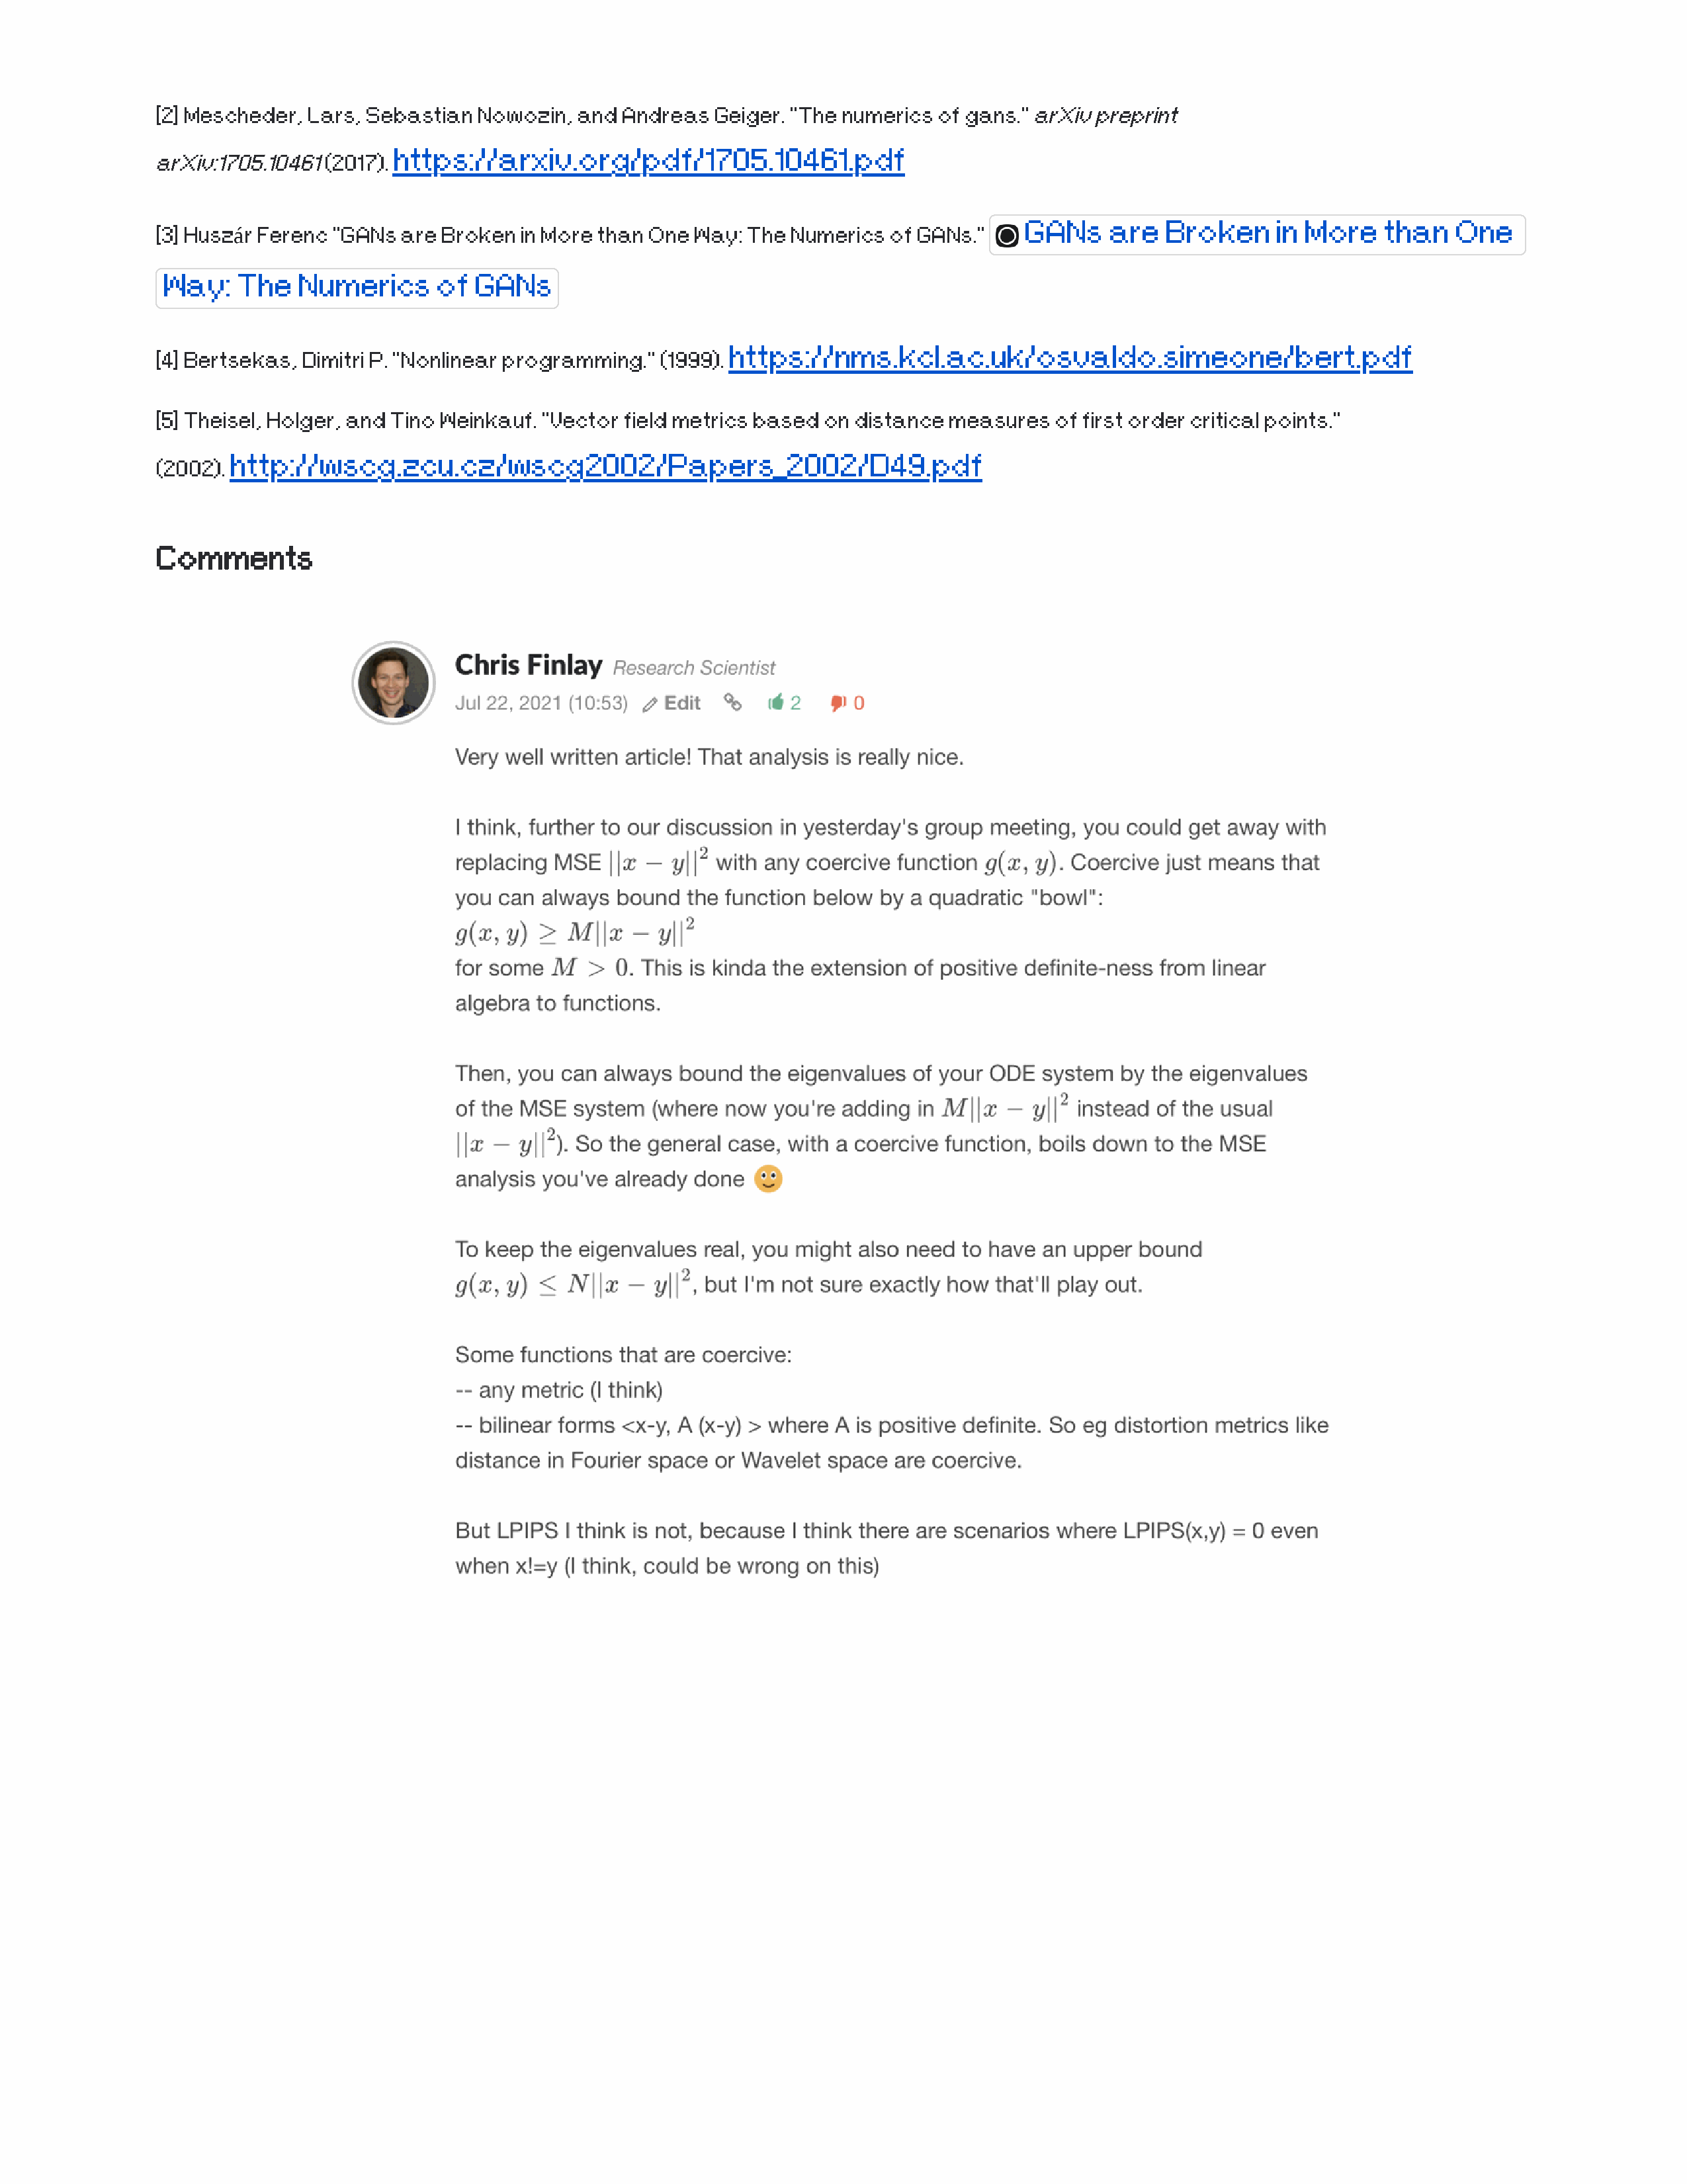 [2] Mescheder, Lars, Sebastian Nowozin, and Andreas Geiger. "The numerics of gans." arXiv preprint
arXiv:1705.10461 (2017). https://arxiv.org/pdf/1705.10461.pdf
[3] Huszár Ferenc "GANs are Broken in More than One Way: The Numerics of GANs." GANs are Broken in More than One
Way: The Numerics of GANs
[4] Bertsekas, Dimitri P. "Nonlinear programming." (1999). https://nms.kcl.ac.uk/osvaldo.simeone/bert.pdf
[5] Theisel, Holger, and Tino Weinkauf. "Vector field metrics based on distance measures of first order critical points."
(2002). http://wscg.zcu.cz/wscg2002/Papers_2002/D49.pdf
Comments
Chris Finlay Research Scientist
Jul 22, 2021 (10:53) Edit 2 0
Very well written article! That analysis is really nice.
I think, further to our discussion in yesterday's group meeting, you could get away with
replacing MSE ||x − y||² with any coercive function g(x, y). Coercive just means that
you can always bound the function below by a quadratic "bowl":
g(x, y) ≥ M||x − y||²
for some M > 0. This is kinda the extension of positive definite-ness from linear
algebra to functions.
Then, you can always bound the eigenvalues of your ODE system by the eigenvalues
of the MSE system (where now you're adding in M||x − y||² instead of the usual
||x − y||²). So the general case, with a coercive function, boils down to the MSE
analysis you've already done 🙂
To keep the eigenvalues real, you might also need to have an upper bound
g(x, y) ≤ N||x − y||², but I'm not sure exactly how that'll play out.
Some functions that are coercive:
-- any metric (I think)
-- bilinear forms <x-y, A (x-y) > where A is positive definite. So eg distortion metrics like
distance in Fourier space or Wavelet space are coercive.
But LPIPS I think is not, because I think there are scenarios where LPIPS(x,y) = 0 even
when x!=y (I think, could be wrong on this)